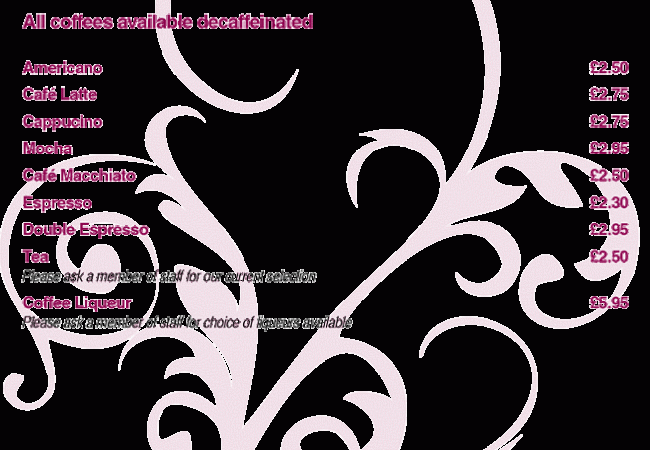 All coffees available decaffeinated
Americano £2.50
Café Latte £2.75
Cappucino £2.75
Mocha £2.95
Café Macchiato £2.50
Espresso £2.30
Double Espresso £2.95
Tea £2.50
Please ask a member of staff for our current selection
Coffee Liqueur £5.95
Please ask a member of staff for choice of liqueurs available